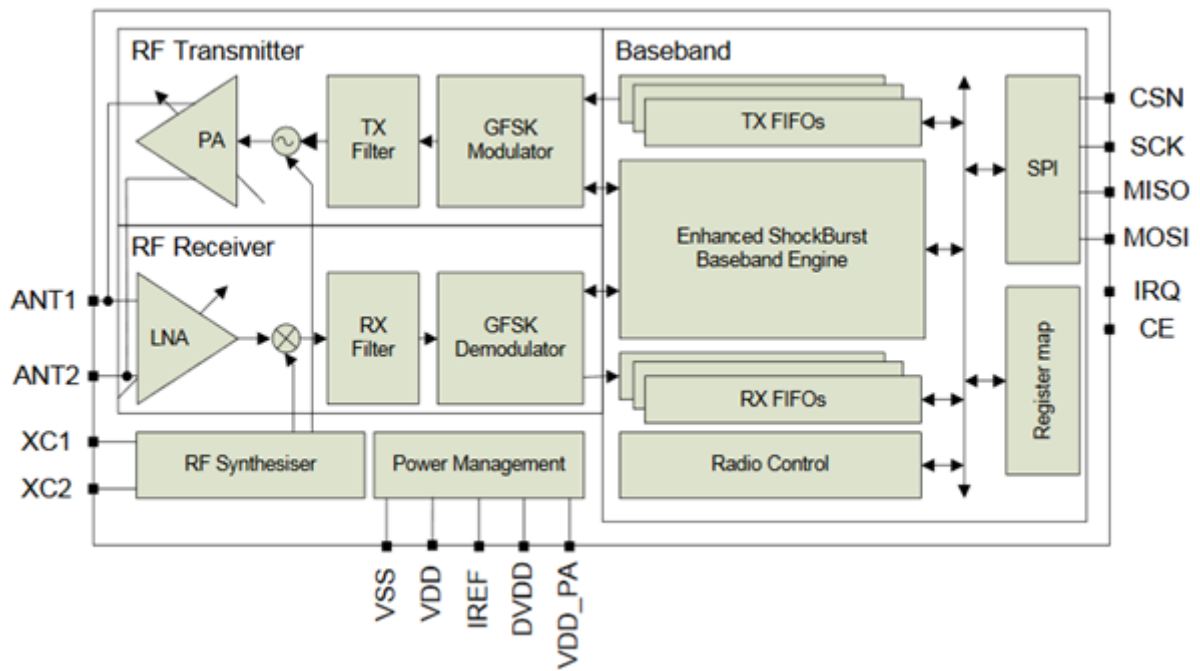 RF Transmitter
Baseband
PA
TX
Filter
GFSK
Modulator
TX FIFOs
SPI
CSN
SCK
MISO
MOSI
Enhanced ShockBurst
Baseband Engine
RF Receiver
ANT1
ANT2
LNA
RX
Filter
GFSK
Demodulator
RX FIFOs
Register map
IRQ
CE
XC1
XC2
RF Synthesiser
Power Management
Radio Control
VSS
VDD
IREF
DVDD
VDD_PA